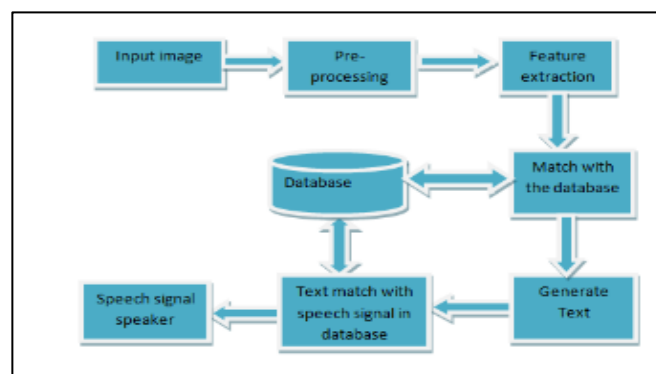 Input image
Pre-
processing
Feature
extraction
Match with
the database
Database
Generate
Text
Text match with
speech signal in
database
Speech signal
speaker